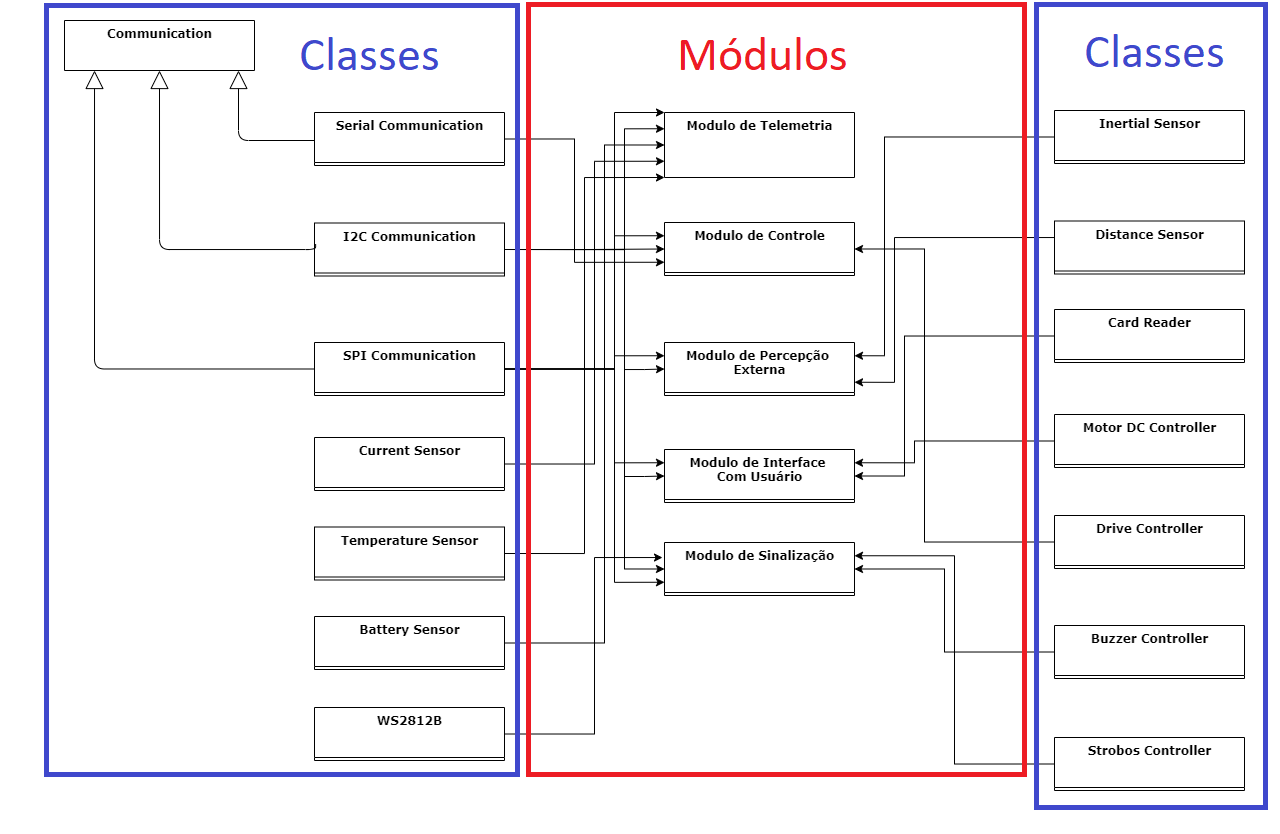 Communication
Classes
Serial Communication
I2C Communication
SPI Communication
Current Sensor
Temperature Sensor
Battery Sensor
WS2812B
Módulos
Modulo de Telemetria
Modulo de Controle
Modulo de Percepção
Externa
Modulo de Interface
Com Usuário
Modulo de Sinalização
Classes
Inertial Sensor
Distance Sensor
Card Reader
Motor DC Controller
Drive Controller
Buzzer Controller
Strobos Controller